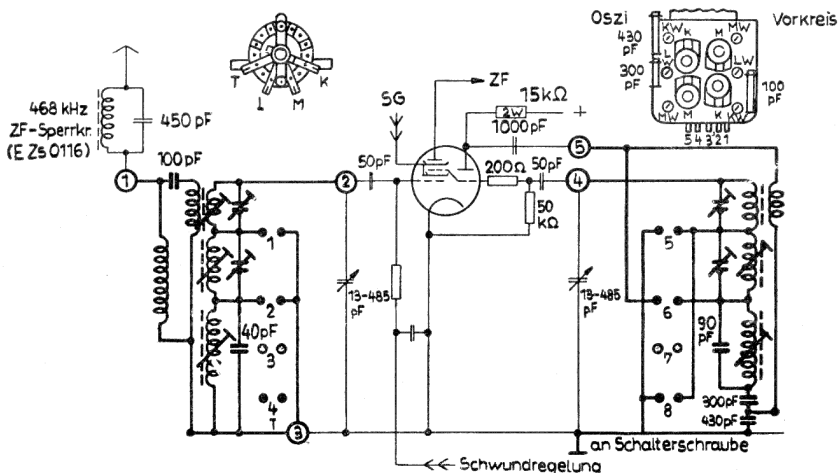 Oszi
Vorkreis
430
pF
L
300
pF
KW
K
M
MW
W
LW
MW
M
K
KW
100
pF
5 4 3 2 1
T
L
M
K
468 kHz
ZF-Sperrkr.
(E Zs 0116)
450 pF
ZF
SG
15kΩ
2W
+
1000pF
5
1
100pF
2
50pF
200Ω
50pF
4
50
kΩ
1
5
13-485
pF
13-485
pF
2
6
40pF
90
pF
3
7
4
T
8
300pF
430pF
3
an Schalterschraube
Schwundregelung